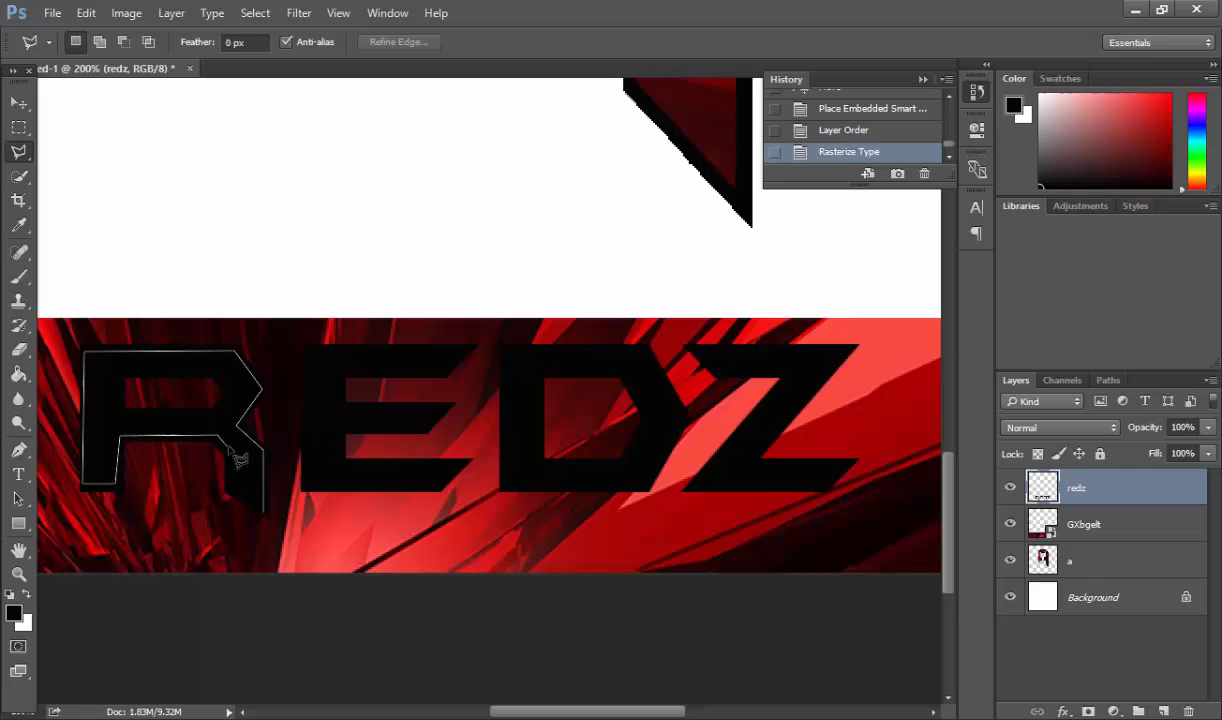 Ps File Edit Image Layer Type Select Filter View Window Help
Feather: 0 px Anti-alias Refine Edge... Essentials
ed-1 @ 200% (redz, RGB/8) * ×
History
Place Embedded Smart ...
Layer Order
Rasterize Type
Color Swatches
Libraries Adjustments Styles
REDZ
Layers Channels Paths
Kind
Normal Opacity: 100%
Lock: Fill: 100%
redz
GXbgelt
a
Background
Doc: 1.83M/9.32M